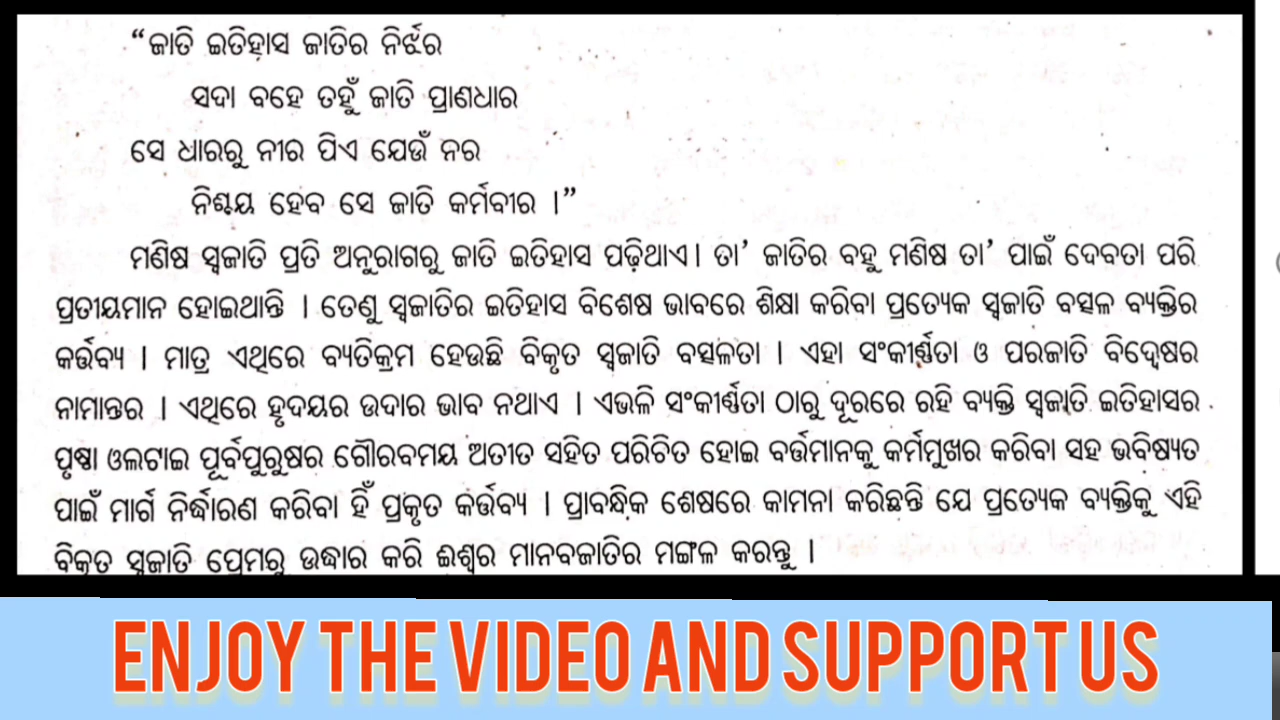 “ଜାତି ଇତିହାସ ଜାତିର ନିର୍ଝର
ସଦା ବହେ ତହୁଁ ଜାତି ପ୍ରାଣଧାର
ସେ ଧାରରୁ ନୀର ପିଏ ଯେଉଁ ନର
ନିଶ୍ଚୟ ହେବ ସେ ଜାତି କର୍ମବୀର ।”
ମଣିଷ ସ୍ୱଜାତି ପ୍ରତି ଅନୁରାଗରୁ ଜାତି ଇତିହାସ ପଢ଼ିଥାଏ। ତା’ ଜାତିର ବହୁ ମଣିଷ ତା’ ପାଇଁ ଦେବତା ପରି
ପ୍ରତୀୟମାନ ହୋଇଥାନ୍ତି । ତେଣୁ ସ୍ୱଜାତିର ଇତିହାସ ବିଶେଷ ଭାବରେ ଶିକ୍ଷା କରିବା ପ୍ରତ୍ୟେକ ସ୍ୱଜାତି ବତ୍ସଳ ବ୍ୟକ୍ତିର
କର୍ତ୍ତବ୍ୟ । ମାତ୍ର ଏଥିରେ ବ୍ୟତିକ୍ରମ ହେଉଛି ବିକୃତ ସ୍ୱଜାତି ବତ୍ସଳତା । ଏହା ସଂକୀର୍ଣ୍ଣତା ଓ ପରଜାତି ବିଦ୍ୱେଷର
ନାମାନ୍ତର । ଏଥିରେ ହୃଦୟର ଉଦାର ଭାବ ନଥାଏ । ଏଭଳି ସଂକୀର୍ଣ୍ଣତା ଠାରୁ ଦୂରରେ ରହି ବ୍ୟକ୍ତି ସ୍ୱଜାତି ଇତିହାସର
ପୃଷ୍ଠା ଓଲଟାଇ ପୂର୍ବପୁରୁଷର ଗୌରବମୟ ଅତୀତ ସହିତ ପରିଚିତ ହୋଇ ବର୍ତ୍ତମାନକୁ କର୍ମମୁଖର କରିବା ସହ ଭବିଷ୍ୟତ
ପାଇଁ ମାର୍ଗ ନିର୍ଦ୍ଧାରଣ କରିବା ହିଁ ପ୍ରକୃତ କର୍ତ୍ତବ୍ୟ । ପ୍ରାବନ୍ଧିକ ଶେଷରେ କାମନା କରିଛନ୍ତି ଯେ ପ୍ରତ୍ୟେକ ବ୍ୟକ୍ତିକୁ ଏହି
ବିକୃତ ସ୍ୱଜାତି ପ୍ରେମରୁ ଉଦ୍ଧାର କରି ଈଶ୍ୱର ମାନବଜାତିର ମଙ୍ଗଳ କରନ୍ତୁ ।
ENJOY THE VIDEO AND SUPPORT US